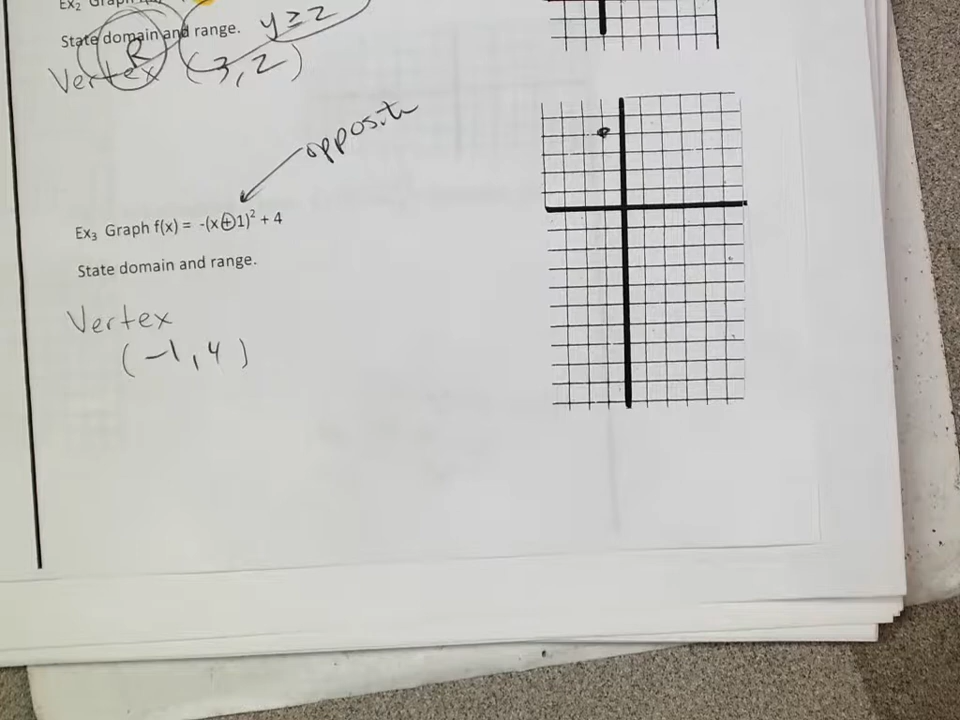 Ex₂
State domain and range. y ≥ 2
R
Vertex (3, 2)
opposite
Ex₃ Graph f(x) = -(x+1)² + 4
State domain and range.
Vertex
(-1, 4)